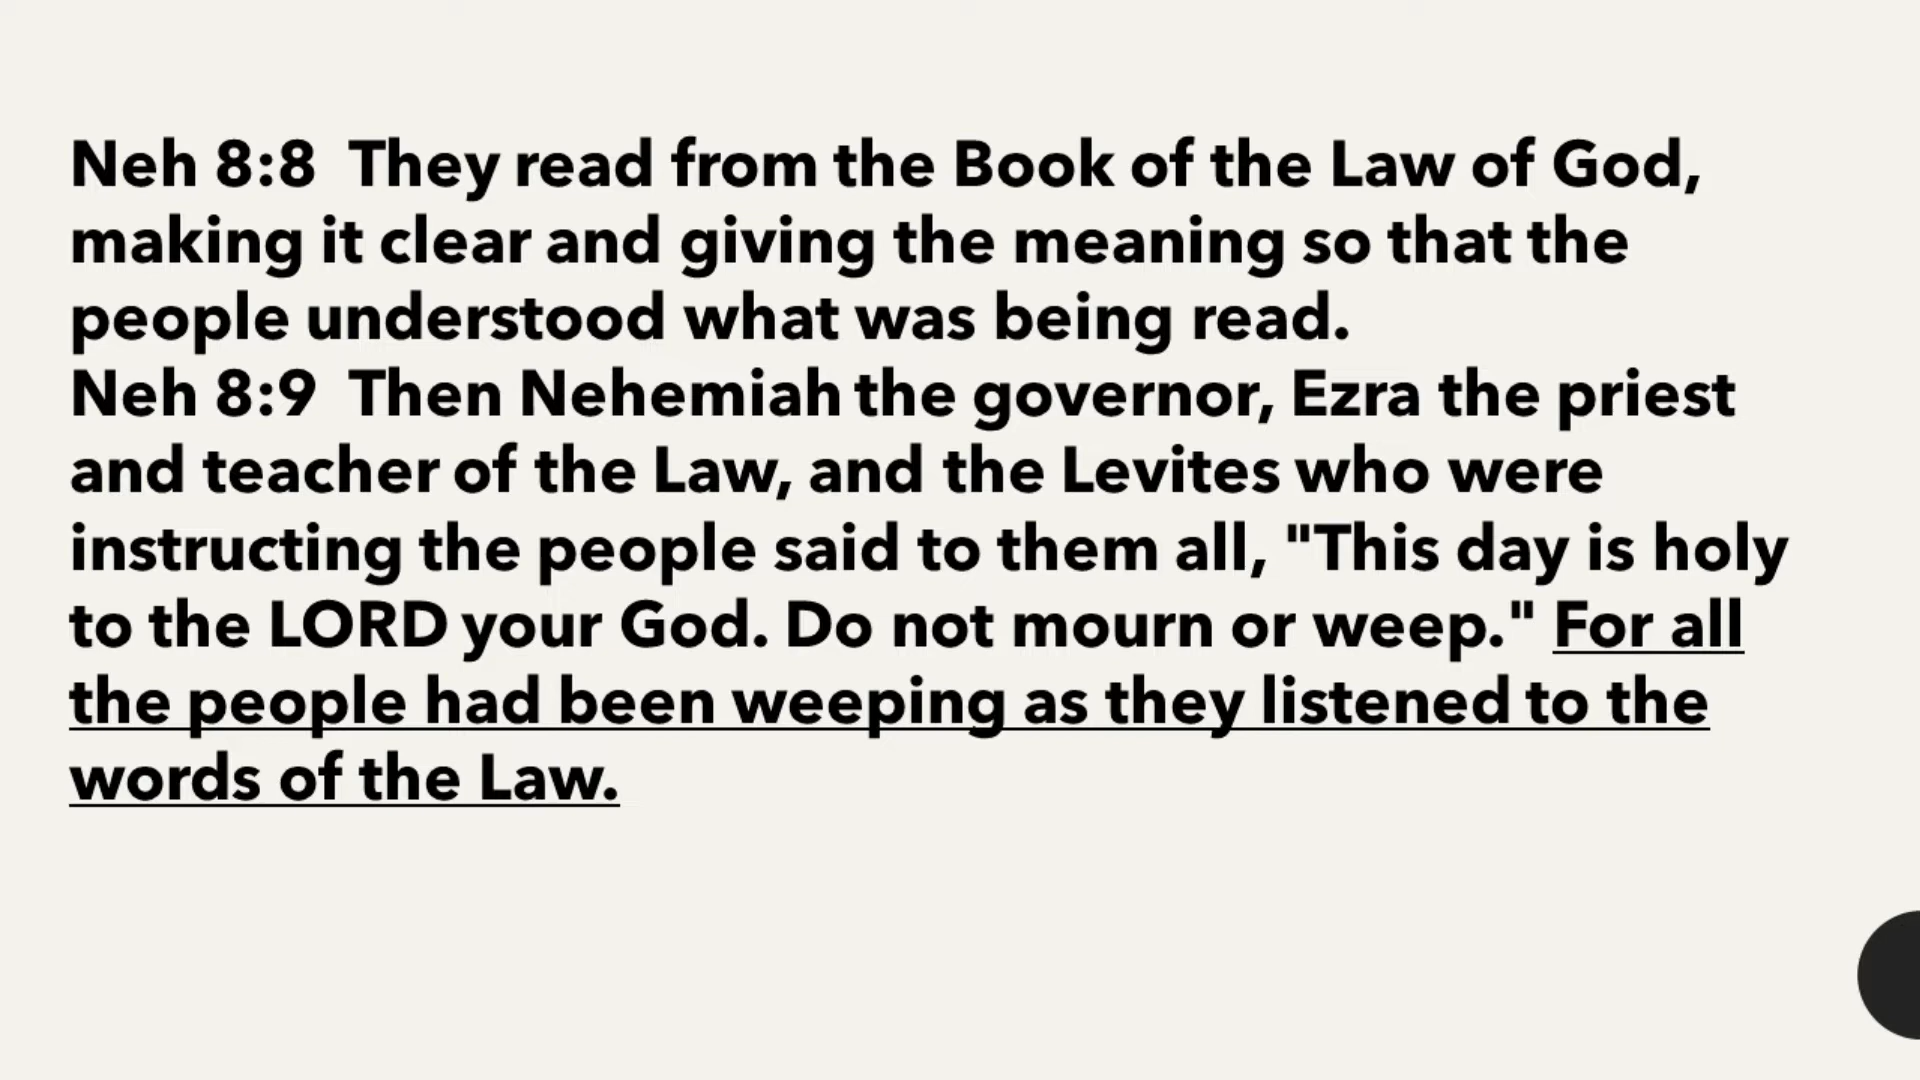 Neh 8:8  They read from the Book of the Law of God,
making it clear and giving the meaning so that the
people understood what was being read.
Neh 8:9  Then Nehemiah the governor, Ezra the priest
and teacher of the Law, and the Levites who were
instructing the people said to them all, "This day is holy
to the LORD your God. Do not mourn or weep." For all
the people had been weeping as they listened to the
words of the Law.